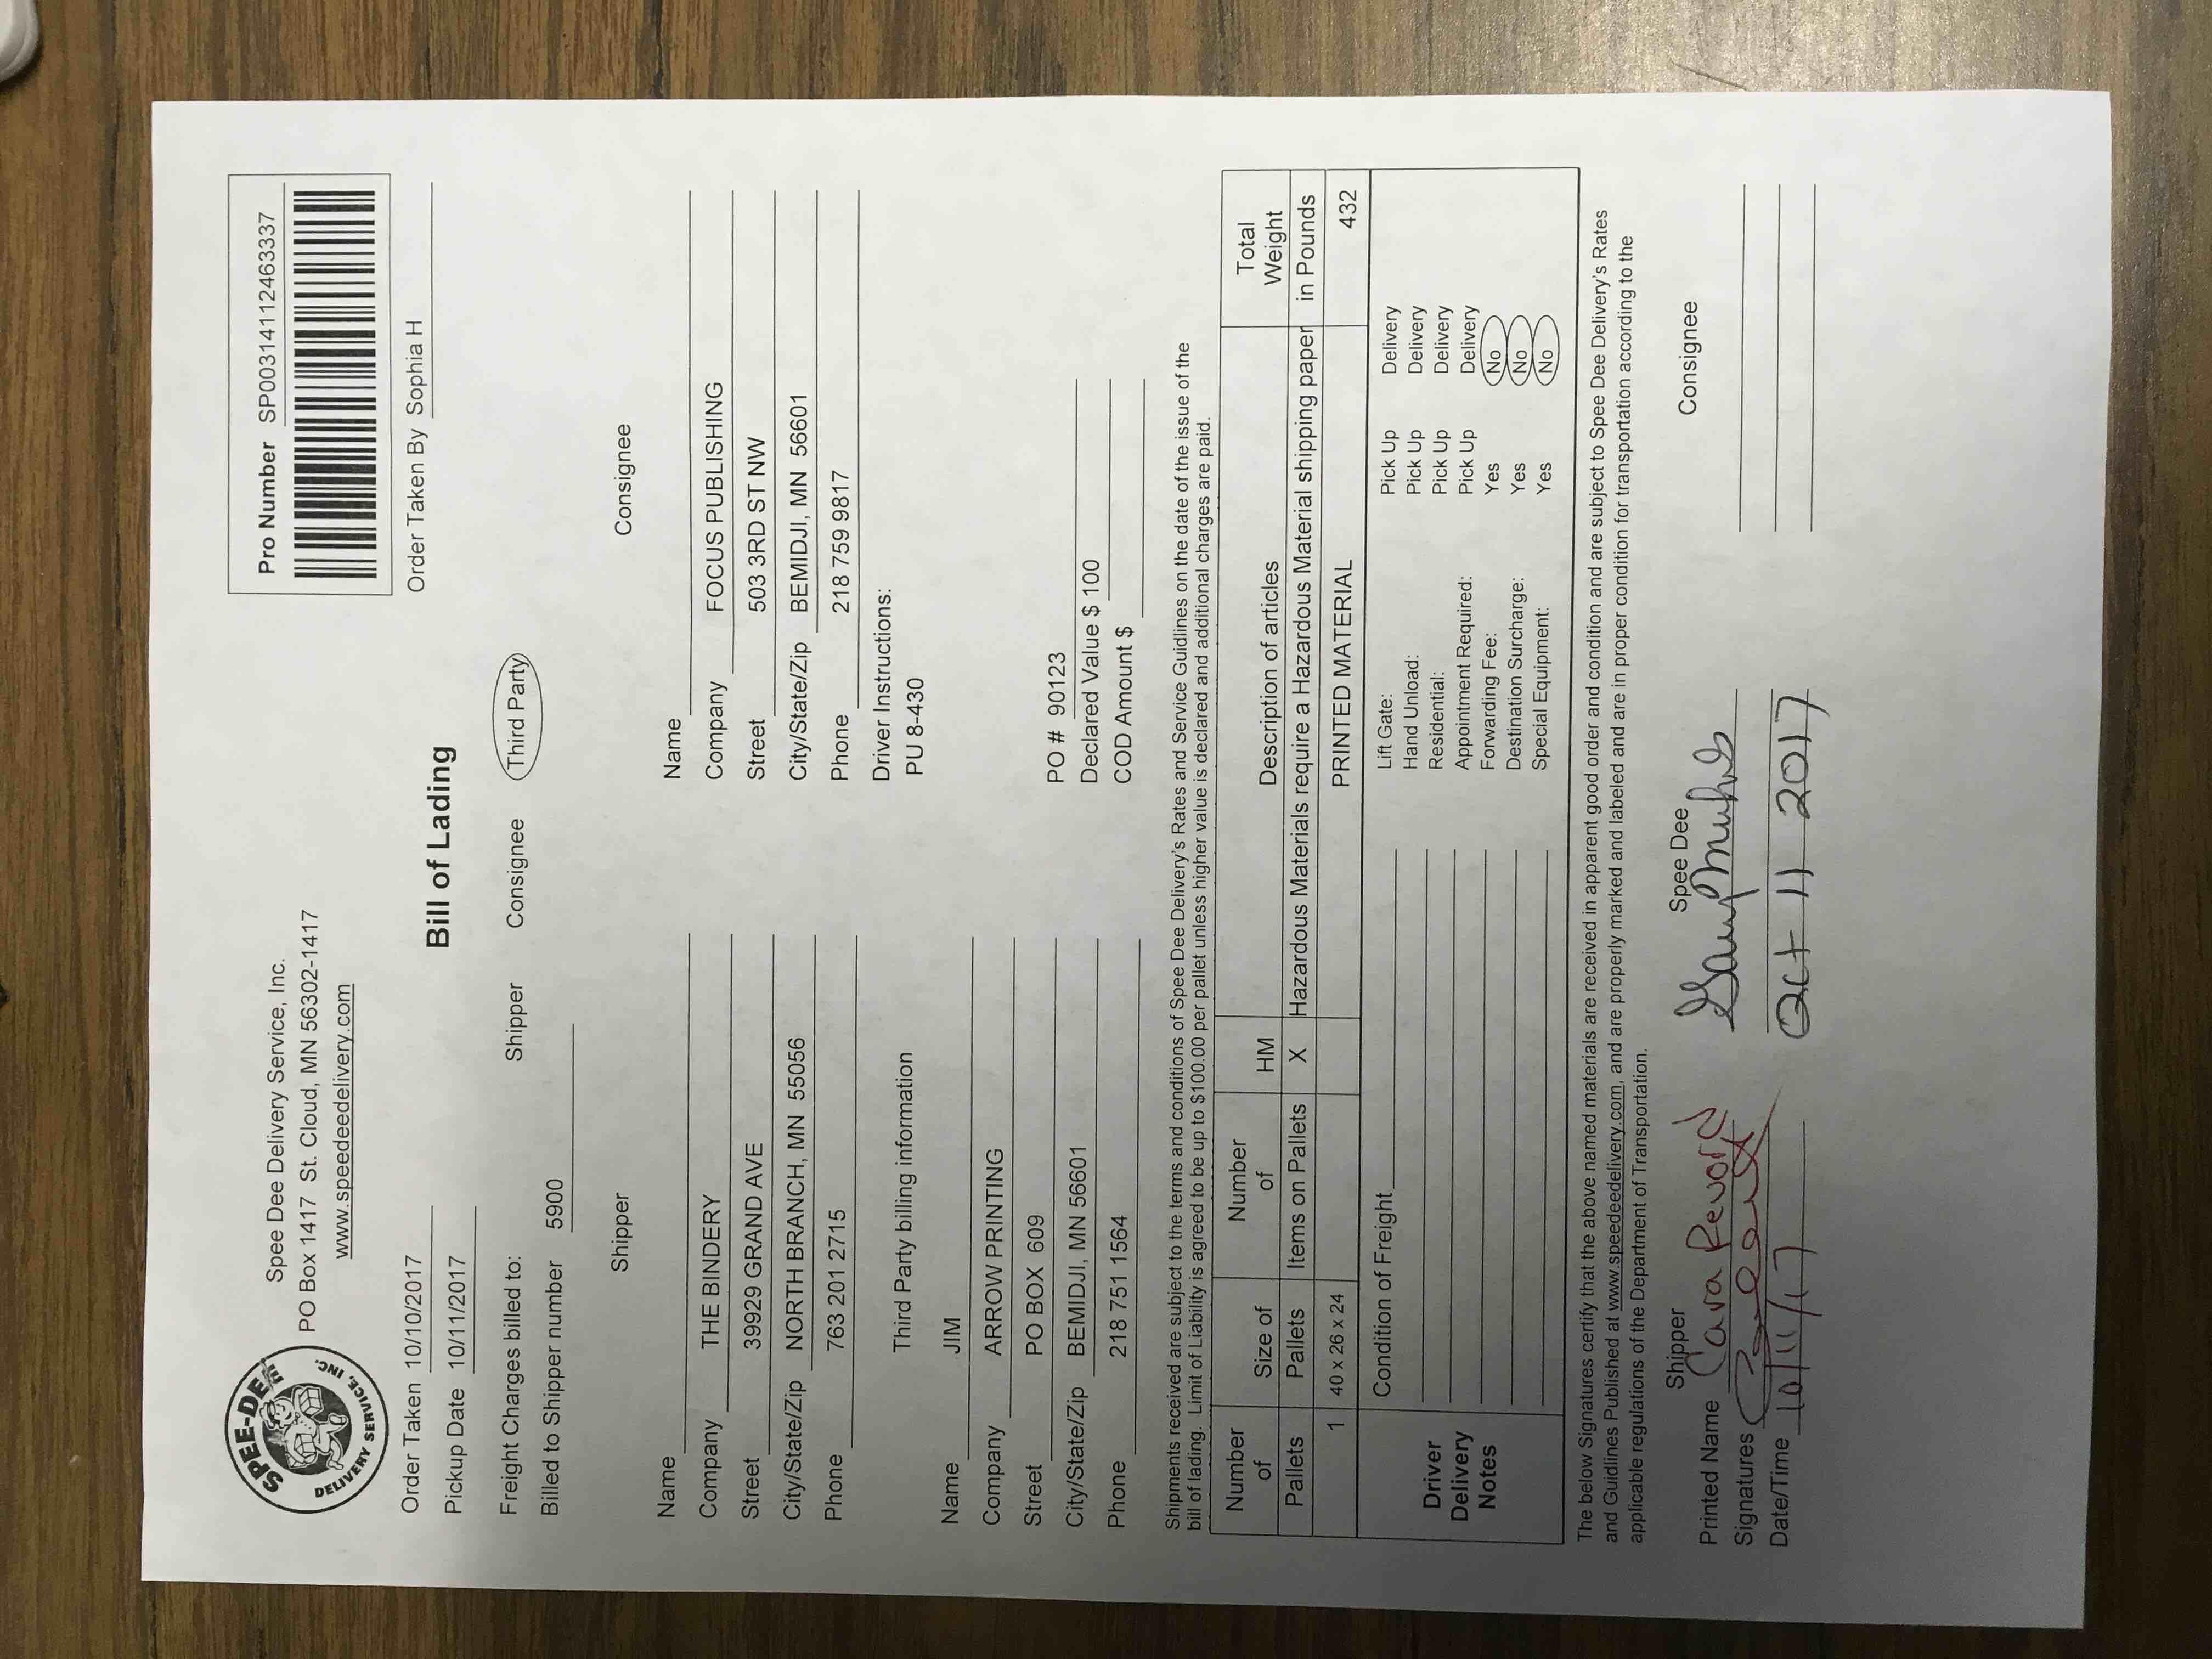 SPEE-DEE
DELIVERY SERVICE, INC.
Spee Dee Delivery Service, Inc.
PO Box 1417 St. Cloud, MN 56302-1417
www.speedeedelivery.com
Pro Number SP003141112463337
Order Taken 10/10/2017
Order Taken By Sophia H
Pickup Date 10/11/2017
Bill of Lading
Freight Charges billed to: Shipper Consignee Third Party
Billed to Shipper number 5900
Shipper Consignee
Name
Name
Company THE BINDERY
Company FOCUS PUBLISHING
Street 39929 GRAND AVE
Street 503 3RD ST NW
City/State/Zip NORTH BRANCH, MN 55056
City/State/Zip BEMIDJI, MN 56601
Phone 763 201 2715
Phone 218 759 9817
Third Party billing information
Driver Instructions:
PU 8-430
Name JIM
Company ARROW PRINTING
Street PO BOX 609
PO # 90123
City/State/Zip BEMIDJI, MN 56601
Declared Value $ 100
Phone 218 751 1564
COD Amount $
Shipments received are subject to the terms and conditions of Spee Dee Delivery's Rates and Service Guidlines on the date of the issue of the
bill of lading. Limit of Liability is agreed to be up to $100.00 per pallet unless higher value is declared and additional charges are paid.
Number of Pallets
Size of Pallets
Number of Items on Pallets
HM X
Description of articles
Hazardous Materials require a Hazardous Material shipping paper
Total Weight in Pounds
1 40 x 26 x 24 PRINTED MATERIAL 432
Driver Delivery Notes
Condition of Freight
Lift Gate: Pick Up Delivery
Hand Unload: Pick Up Delivery
Residential: Pick Up Delivery
Appointment Required: Pick Up Delivery
Forwarding Fee: Yes No
Destination Surcharge: Yes No
Special Equipment: Yes No
The below Signatures certify that the above named materials are received in apparent good order and condition and are subject to Spee Dee Delivery's Rates
and Guidlines Published at www.speedeedelivery.com, and are properly marked and labeled and are in proper condition for transportation according to the
applicable regulations of the Department of Transportation.
Shipper Spee Dee Consignee
Printed Name Cara
Signatures
Date/Time 10/11/17 Oct 11 2017